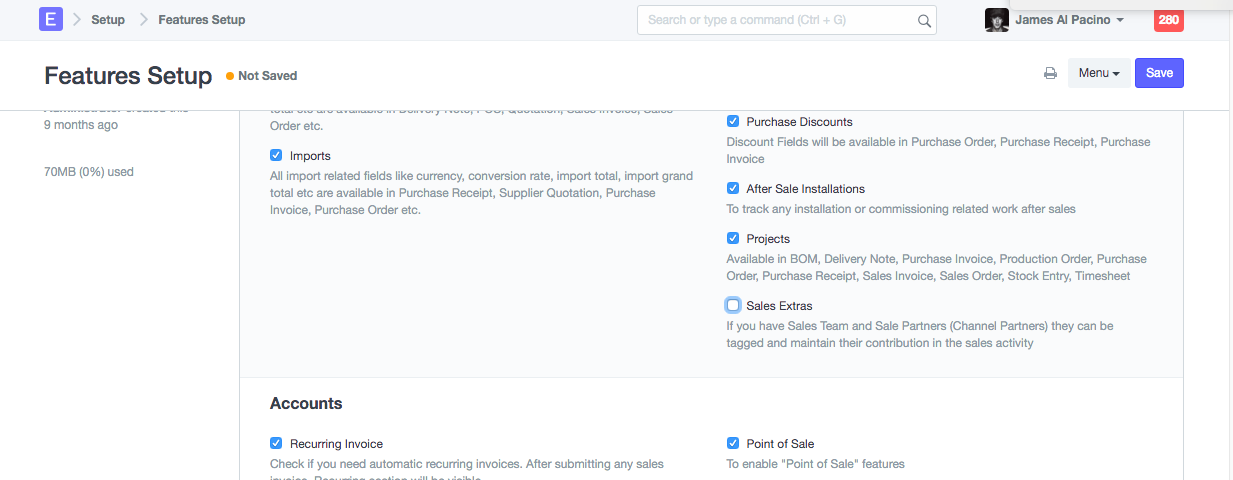 E
Setup
Features Setup
Search or type a command (Ctrl + G)
James Al Pacino
280
Features Setup
Not Saved
Menu
Save
9 months ago
70MB (0%) used
total etc are available in Delivery Note, POS, Quotation, Sales Invoice, Sales
Order etc.
Imports
All import related fields like currency, conversion rate, import total, import grand
total etc are available in Purchase Receipt, Supplier Quotation, Purchase
Invoice, Purchase Order etc.
Purchase Discounts
Discount Fields will be available in Purchase Order, Purchase Receipt, Purchase
Invoice
After Sale Installations
To track any installation or commissioning related work after sales
Projects
Available in BOM, Delivery Note, Purchase Invoice, Production Order, Purchase
Order, Purchase Receipt, Sales Invoice, Sales Order, Stock Entry, Timesheet
Sales Extras
If you have Sales Team and Sale Partners (Channel Partners) they can be
tagged and maintain their contribution in the sales activity
Accounts
Recurring Invoice
Check if you need automatic recurring invoices. After submitting any sales
invoice, Recurring section will be visible.
Point of Sale
To enable "Point of Sale" features